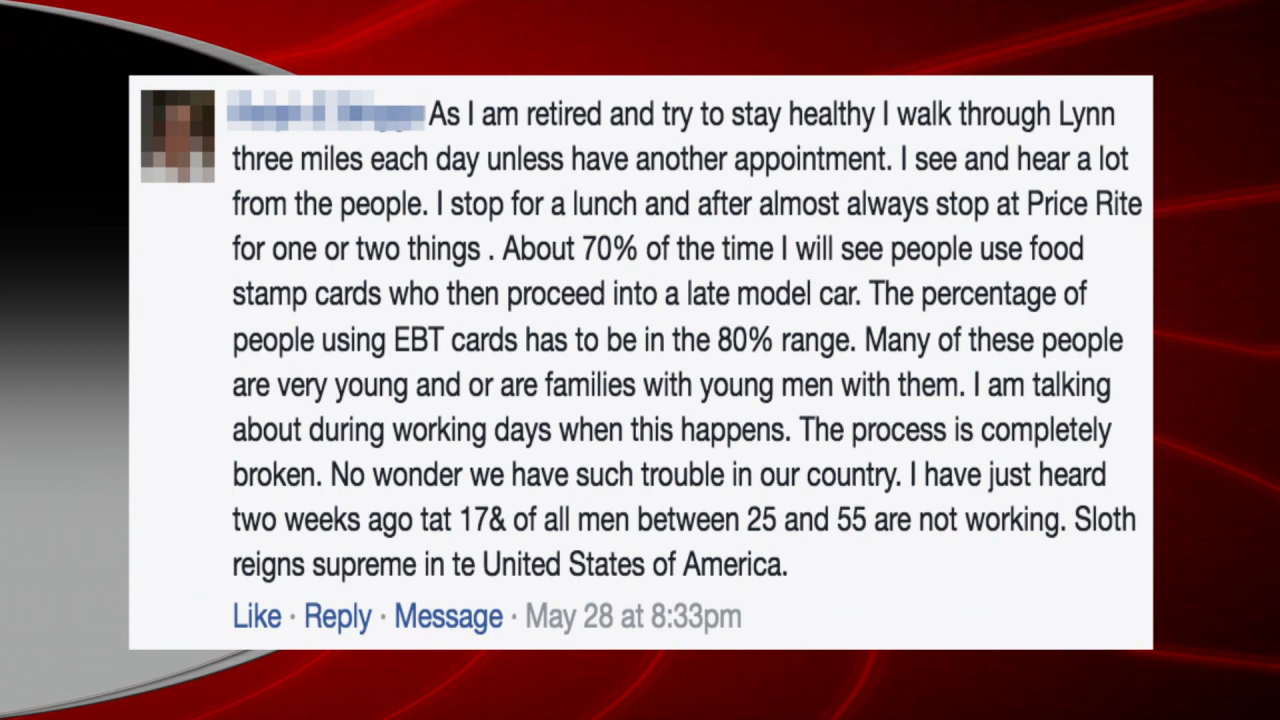 As I am retired and try to stay healthy I walk through Lynn
three miles each day unless have another appointment. I see and hear a lot
from the people. I stop for a lunch and after almost always stop at Price Rite
for one or two things . About 70% of the time I will see people use food
stamp cards who then proceed into a late model car. The percentage of
people using EBT cards has to be in the 80% range. Many of these people
are very young and or are families with young men with them. I am talking
about during working days when this happens. The process is completely
broken. No wonder we have such trouble in our country. I have just heard
two weeks ago tat 17& of all men between 25 and 55 are not working. Sloth
reigns supreme in te United States of America.
Like · Reply · Message · May 28 at 8:33pm